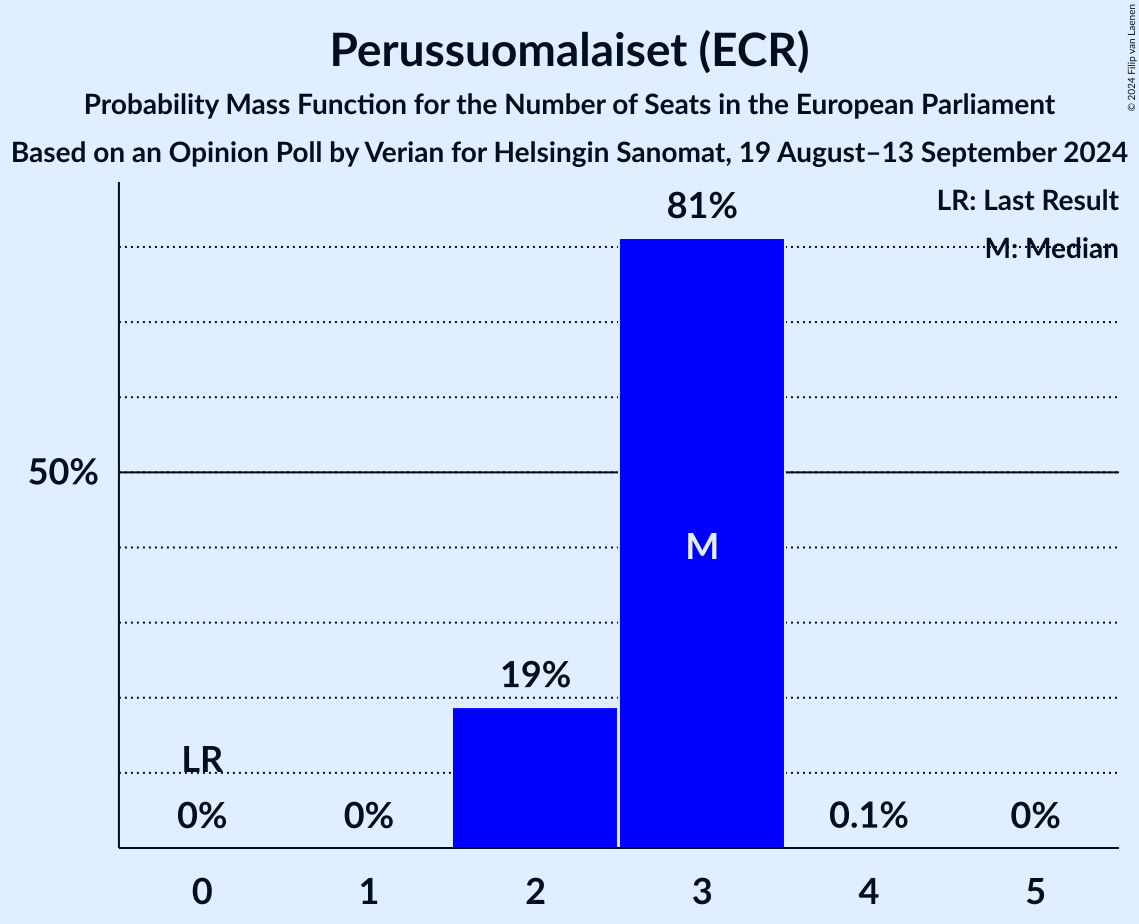 Perussuomalaiset (ECR)
Probability Mass Function for the Number of Seats in the European Parliament
Based on an Opinion Poll by Verian for Helsingin Sanomat, 19 August–13 September 2024
© 2024 Filip van Laenen
LR: Last Result
M: Median
81%
50%
M
19%
LR
0%
0%
0.1%
0%
0
1
2
3
4
5